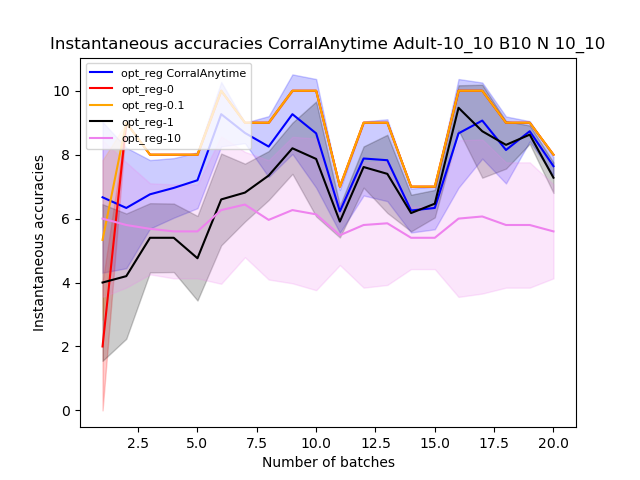 Instantaneous accuracies CorralAnytime Adult-10_10 B10 N 10_10
opt_reg CorralAnytime
opt_reg-0
opt_reg-0.1
opt_reg-1
opt_reg-10
Instantaneous accuracies
10
8
6
4
2
0
2.5 5.0 7.5 10.0 12.5 15.0 17.5 20.0
Number of batches